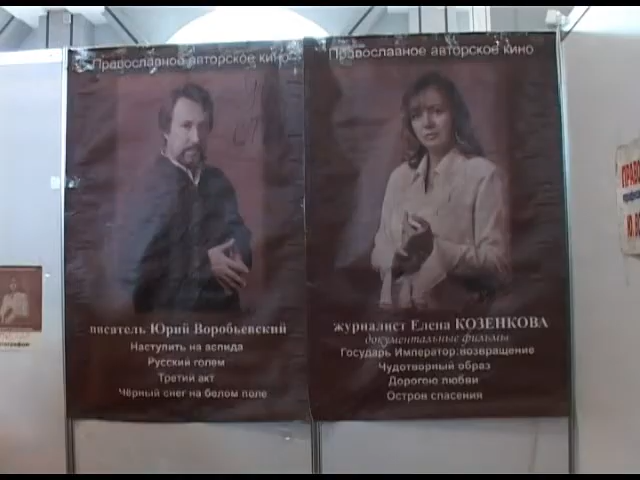 Православное авторское кино
писатель Юрий Воробьевский
Наступить на аспида
Русский голем
Третий акт
Чёрный снег на белом поле
Православное авторское кино
журналист Елена КОЗЕНКОВА
документальные фильмы
Государь Император:возвращение
Чудотворный образ
Дорогою любви
Остров спасения